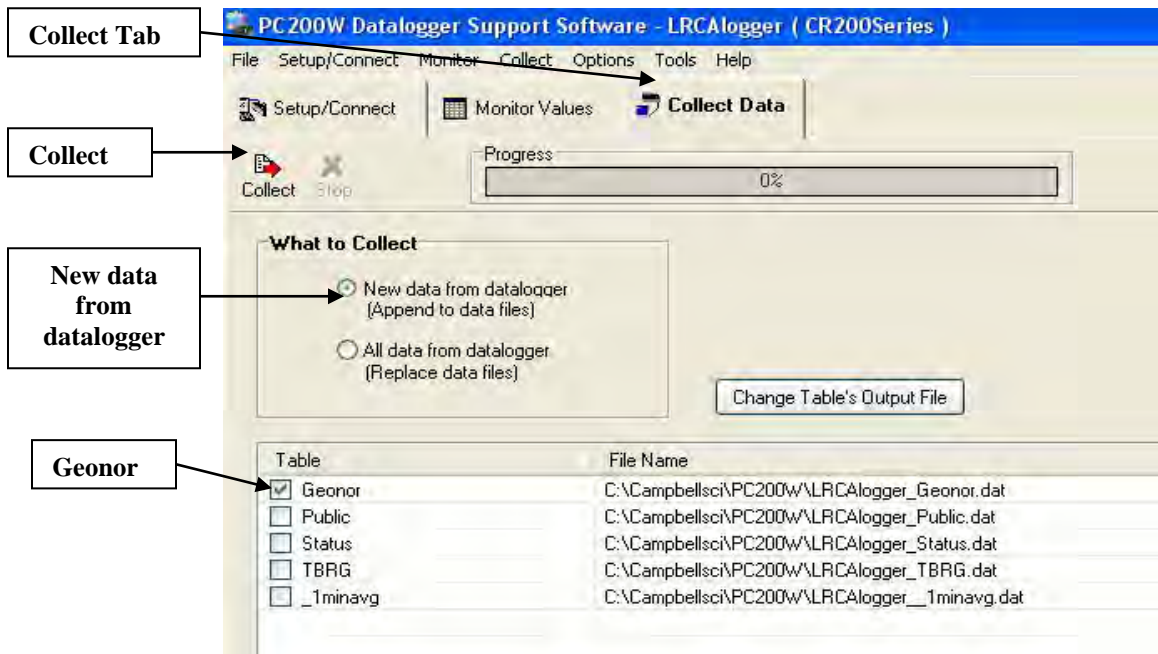 Collect Tab
PC200W Datalogger Support Software - LRCAlogger ( CR200Series )
File Setup/Connect Monitor Collect Options Tools Help
Setup/Connect
Monitor Values
Collect Data
Collect
Collect
Stop
Progress
0%
What to Collect
New data
from
datalogger
New data from datalogger
(Append to data files)
All data from datalogger
(Replace data files)
Change Table's Output File
Geonor
Table File Name
Geonor C:\Campbellsci\PC200W\LRCAlogger_Geonor.dat
Public C:\Campbellsci\PC200W\LRCAlogger_Public.dat
Status C:\Campbellsci\PC200W\LRCAlogger_Status.dat
TBRG C:\Campbellsci\PC200W\LRCAlogger_TBRG.dat
_1minavg C:\Campbellsci\PC200W\LRCAlogger__1minavg.dat